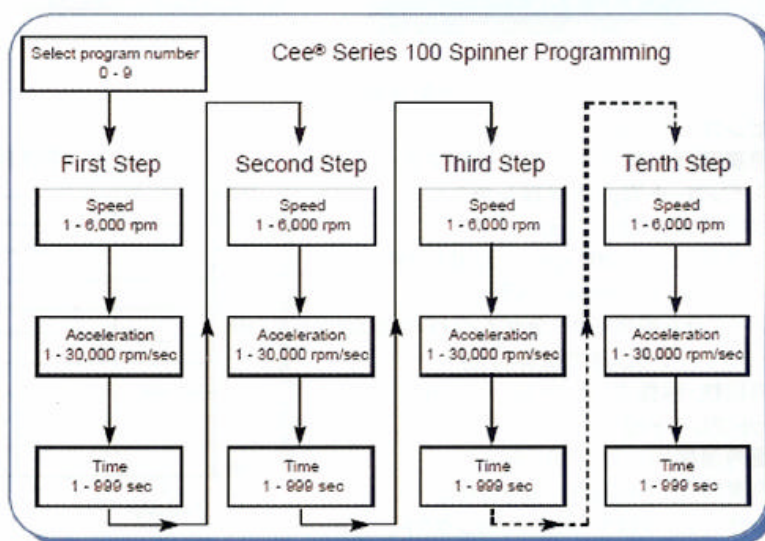 Select program number
0 - 9
Cee® Series 100 Spinner Programming
First Step
Speed
1 - 6,000 rpm
Acceleration
1 - 30,000 rpm/sec
Time
1 - 999 sec
Second Step
Speed
1 - 6,000 rpm
Acceleration
1 - 30,000 rpm/sec
Time
1 - 999 sec
Third Step
Speed
1 - 6,000 rpm
Acceleration
1 - 30,000 rpm/sec
Time
1 - 999 sec
Tenth Step
Speed
1 - 6,000 rpm
Acceleration
1 - 30,000 rpm/sec
Time
1 - 999 sec